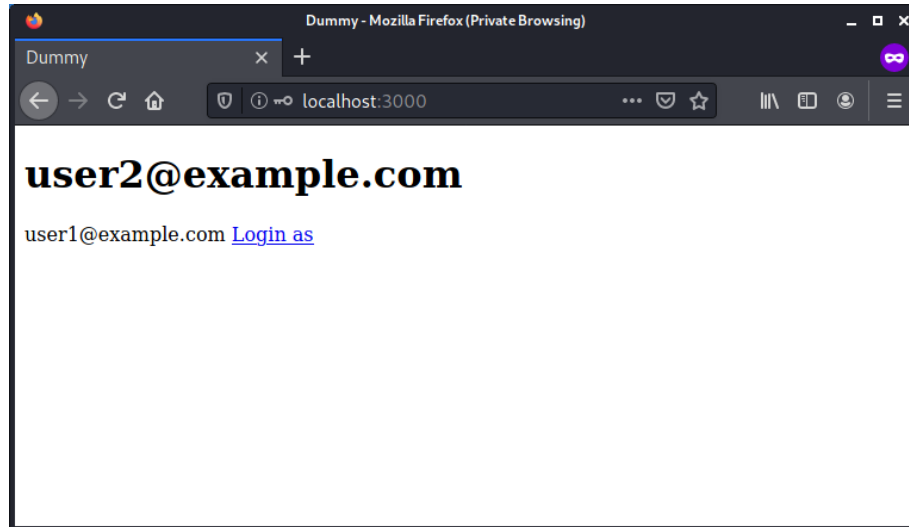 Dummy - Mozilla Firefox (Private Browsing)
Dummy
localhost:3000
user2@example.com
user1@example.com Login as